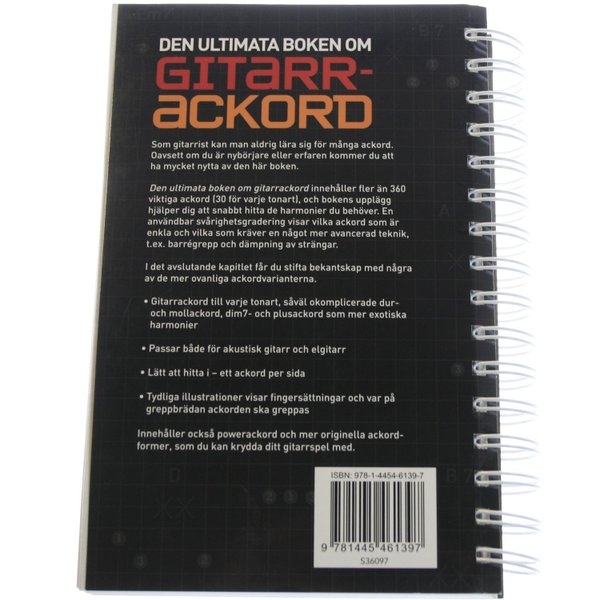 DEN ULTIMATA BOKEN OM
GITARR-
ACKORD
Som gitarrist kan man aldrig lära sig för många ackord.
Oavsett om du är nybörjare eller erfaren kommer du att
ha mycket nytta av den här boken.
Den ultimata boken om gitarrackord innehåller fler än 360
viktiga ackord (30 för varje tonart), och bokens upplägg
hjälper dig att snabbt hitta de harmonier du behöver. En
användbar svårighetsgradering visar vilka ackord som är
enkla och vilka som kräver en något mer avancerad teknik,
t.ex. barrégrepp och dämpning av strängar.
I det avslutande kapitlet får du stifta bekantskap med några
av de mer ovanliga ackordvarianterna.
• Gitarrackord till varje tonart, såväl okomplicerade dur-
och mollackord, dim7- och plusackord som mer exotiska
harmonier
• Passar både för akustisk gitarr och elgitarr
• Lätt att hitta i – ett ackord per sida
• Tydliga illustrationer visar fingersättningar och var på
greppbrädan ackorden ska greppas
Innehåller också powerackord och mer originella ackord-
former, som du kan krydda ditt gitarrspel med.
ISBN: 978-1-4454-6139-7
9 781445 461397
S36097